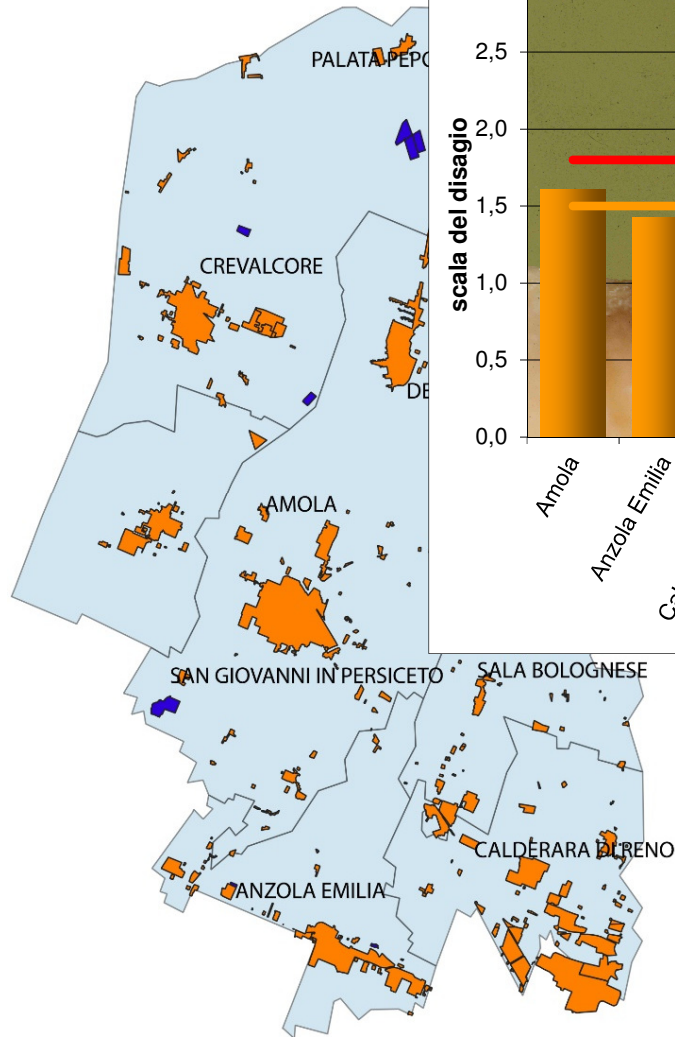 PALATA PEPO
CREVALCORE
DE
AMOLA
SAN GIOVANNI IN PERSICETO
SALA BOLOGNESE
CALDERARA DI RENO
ANZOLA EMILIA
scala del disagio
2,5
2,0
1,5
1,0
0,5
0,0
Amola
Anzola Emilia